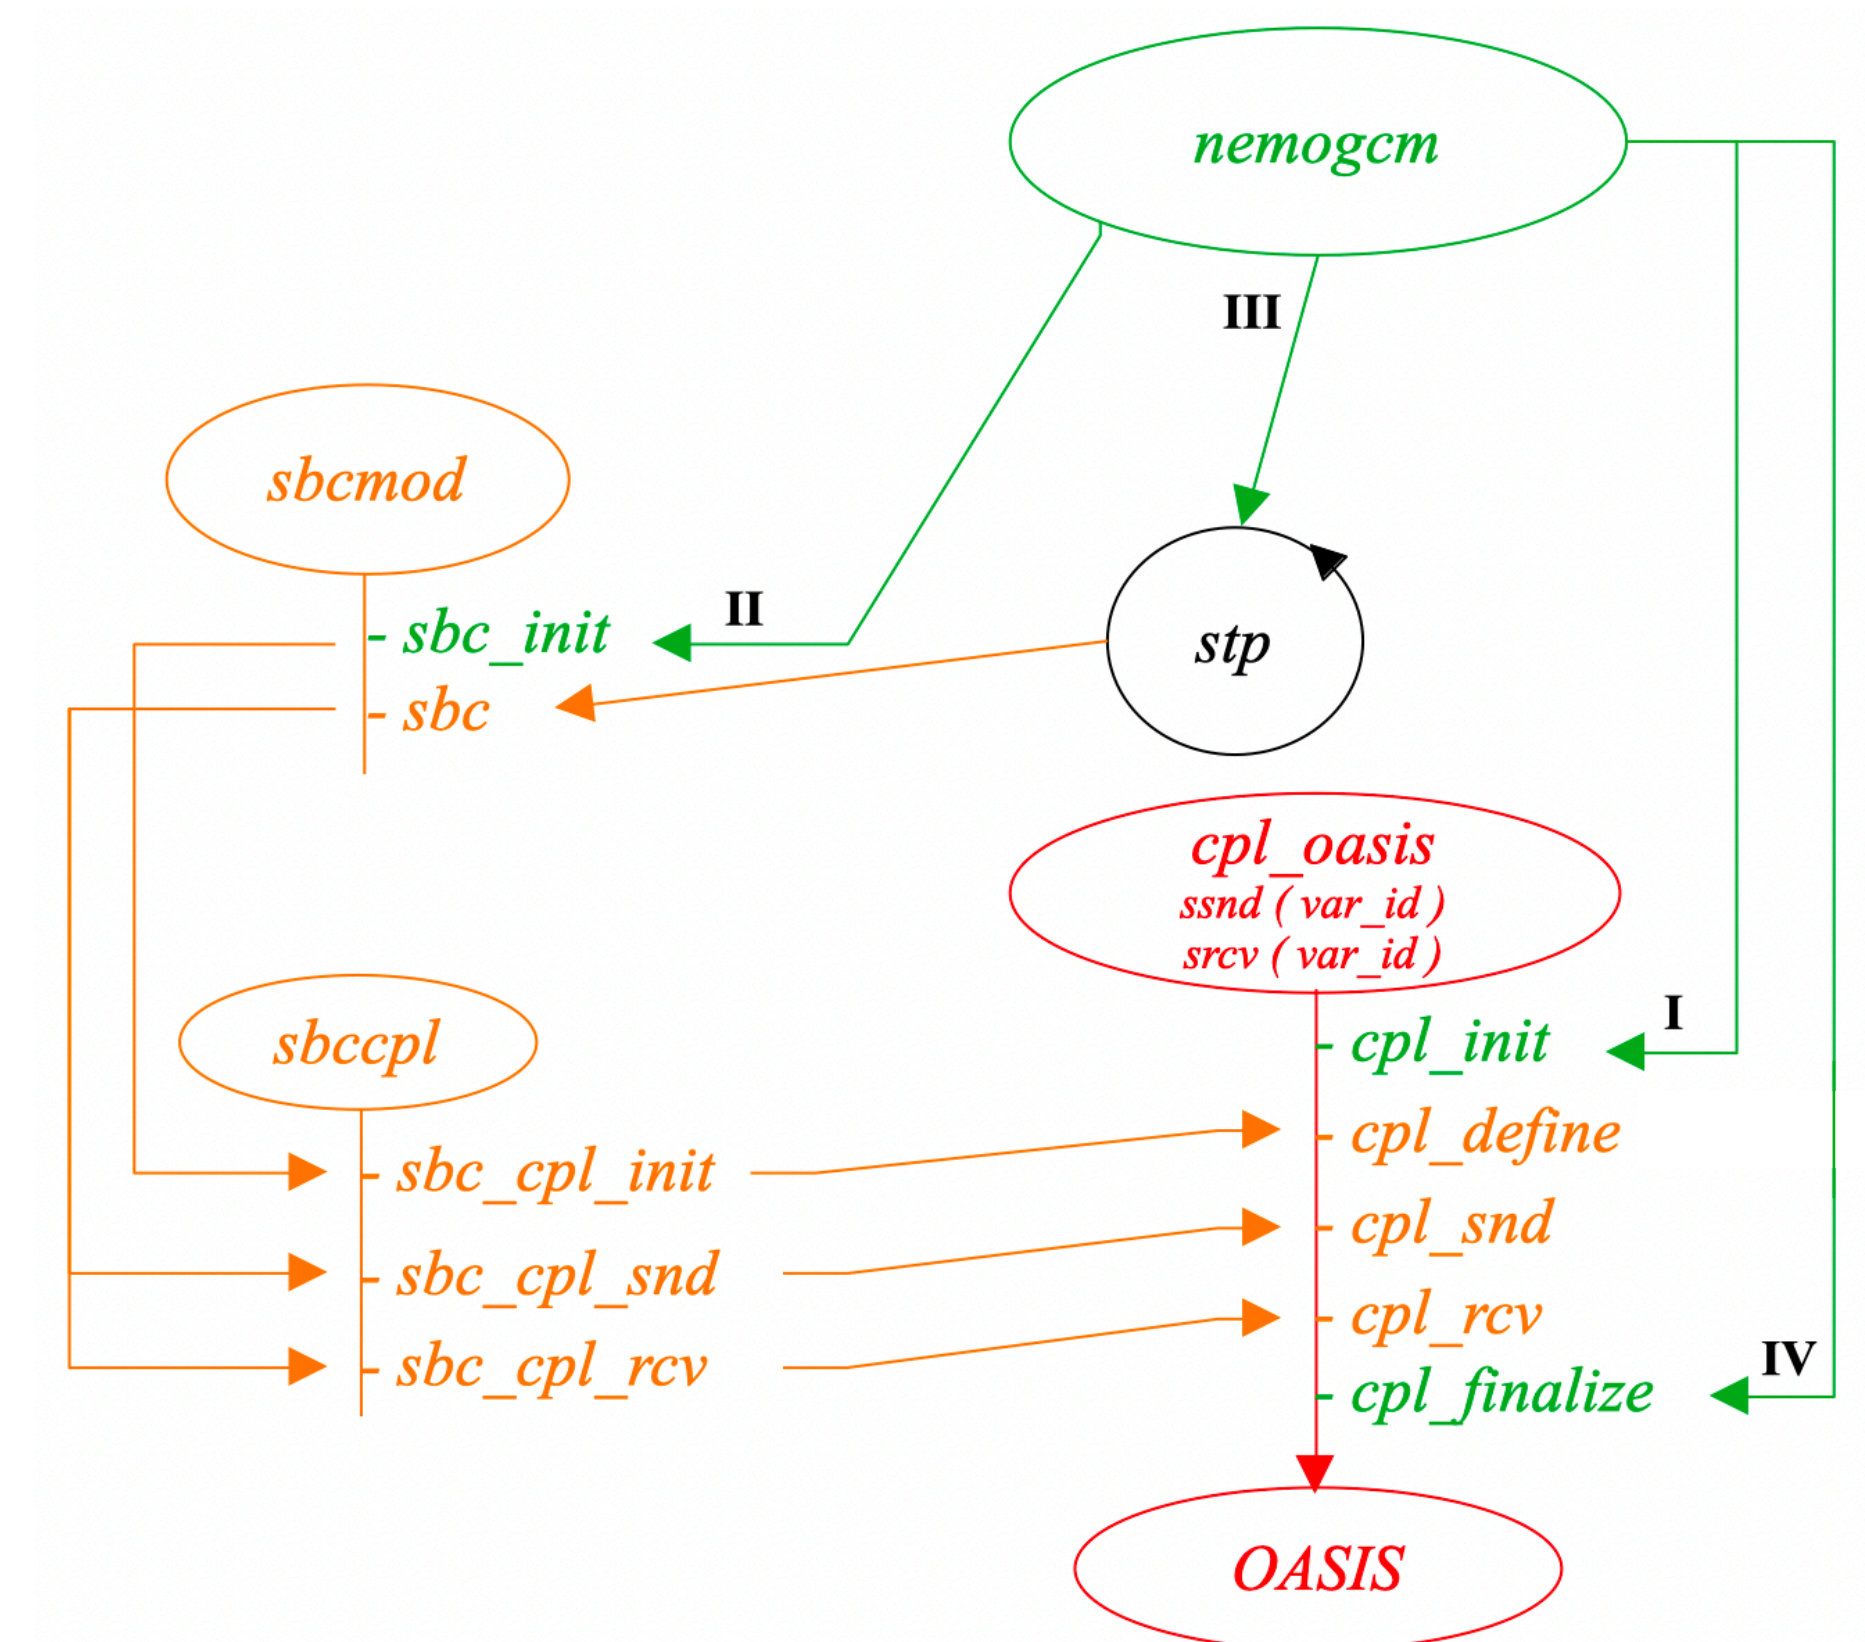 nemogcm
III
sbcmod
- sbc_init
II
- sbc
stp
cpl_oasis
ssnd ( var_id )
srcv ( var_id )
I
- cpl_init
sbccpl
- cpl_define
- sbc_cpl_init
- cpl_snd
- sbc_cpl_snd
- cpl_rcv
- sbc_cpl_rcv
IV
- cpl_finalize
OASIS